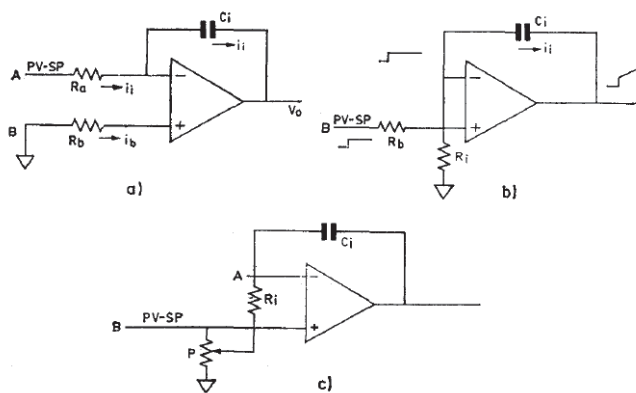 Ci
ii
A PV-SP
Ra ii
−
Vo
B
Rb ib
+
a)
Ci
ii
−
B PV-SP
Rb
+
Ri
b)
Ci
A
−
Ri
B PV-SP
+
P
c)